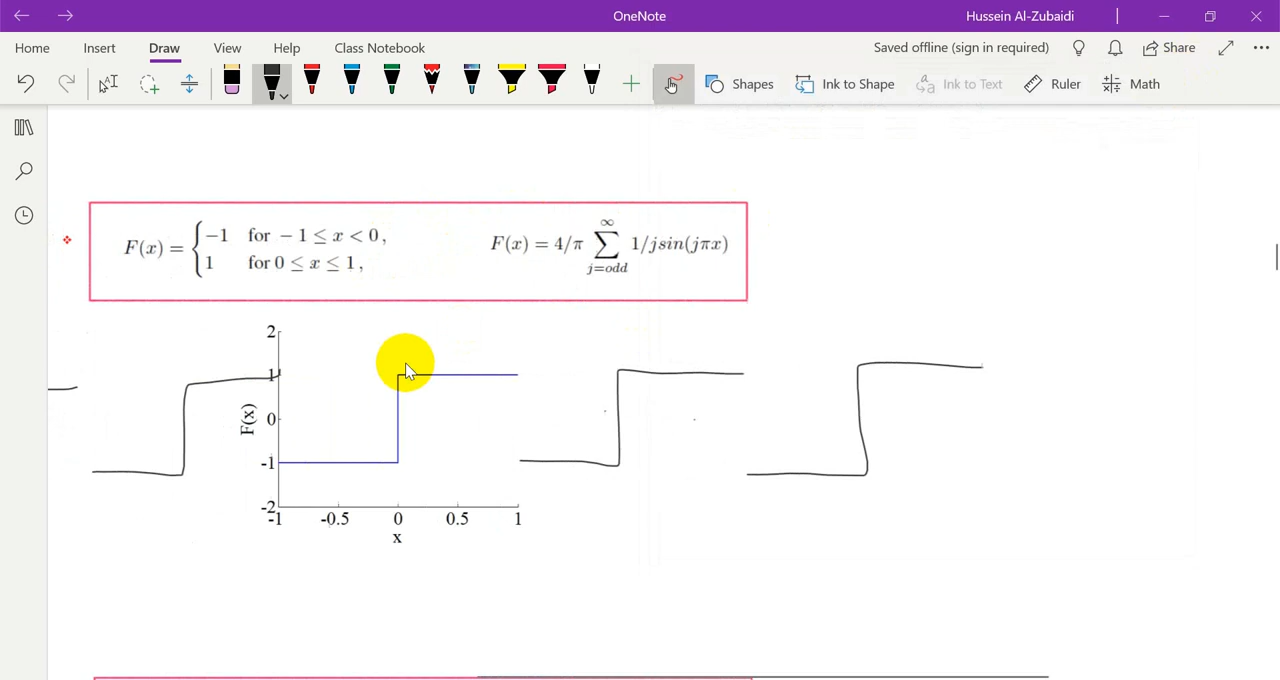 OneNote
Hussein Al-Zubaidi
Home Insert Draw View Help Class Notebook
Saved offline (sign in required) Share
Shapes Ink to Shape Ink to Text Ruler Math
F(x) = { −1 for − 1 ≤ x < 0,
1 for 0 ≤ x ≤ 1,
F(x) = 4/π ∑ 1/jsin(jπx)
∞
j=odd
2
1
0
-1
-2
F(x)
-1 -0.5 0 0.5 1
x